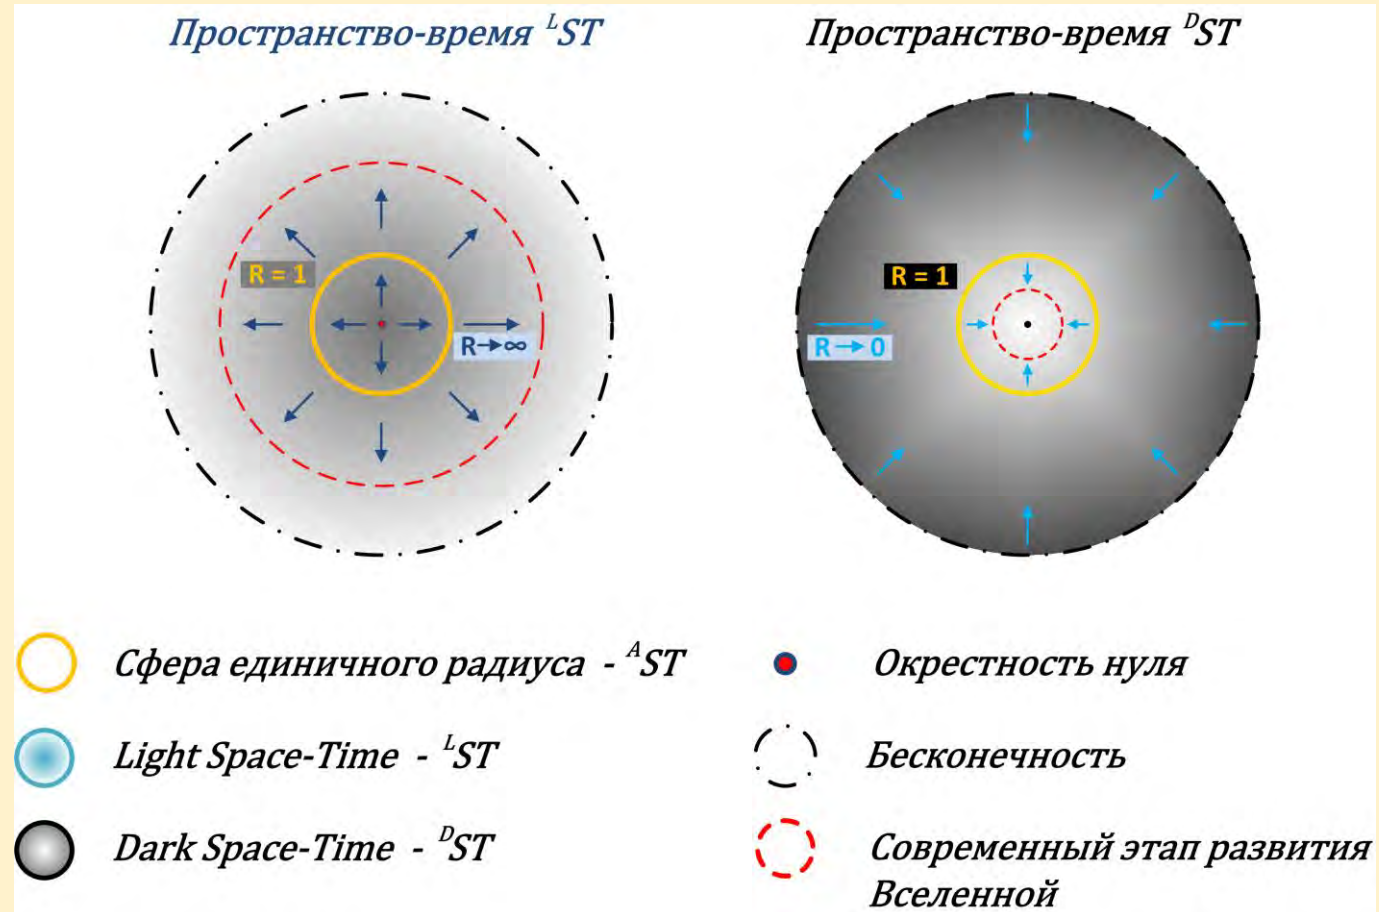 Пространство-время ᴸST
Пространство-время ᴰST
R = 1
R→∞
R = 1
R→ 0
Сфера единичного радиуса - ᴬST
Light Space-Time - ᴸST
Dark Space-Time - ᴰST
Окрестность нуля
Бесконечность
Современный этап развития
Вселенной